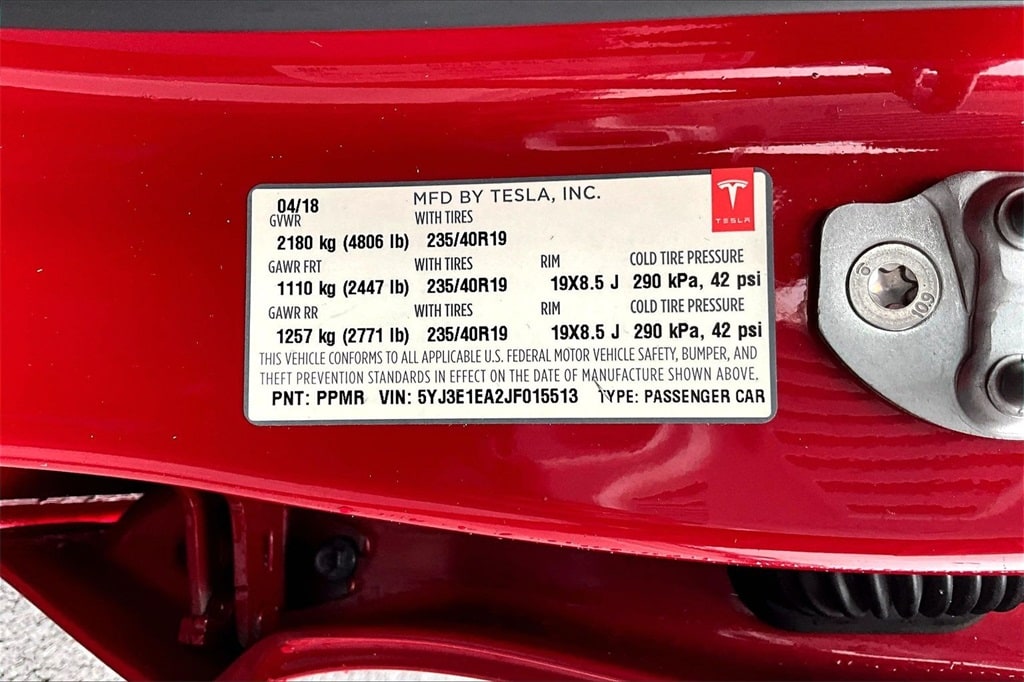 04/18 MFD BY TESLA, INC.
GVWR WITH TIRES
2180 kg (4806 lb) 235/40R19
GAWR FRT WITH TIRES RIM COLD TIRE PRESSURE
1110 kg (2447 lb) 235/40R19 19X8.5 J 290 kPa, 42 psi
GAWR RR WITH TIRES RIM COLD TIRE PRESSURE
1257 kg (2771 lb) 235/40R19 19X8.5 J 290 kPa, 42 psi
THIS VEHICLE CONFORMS TO ALL APPLICABLE U.S. FEDERAL MOTOR VEHICLE SAFETY, BUMPER, AND
THEFT PREVENTION STANDARDS IN EFFECT ON THE DATE OF MANUFACTURE SHOWN ABOVE.
PNT: PPMR VIN: 5YJ3E1EA2JF015513 TYPE: PASSENGER CAR
TESLA
10.9